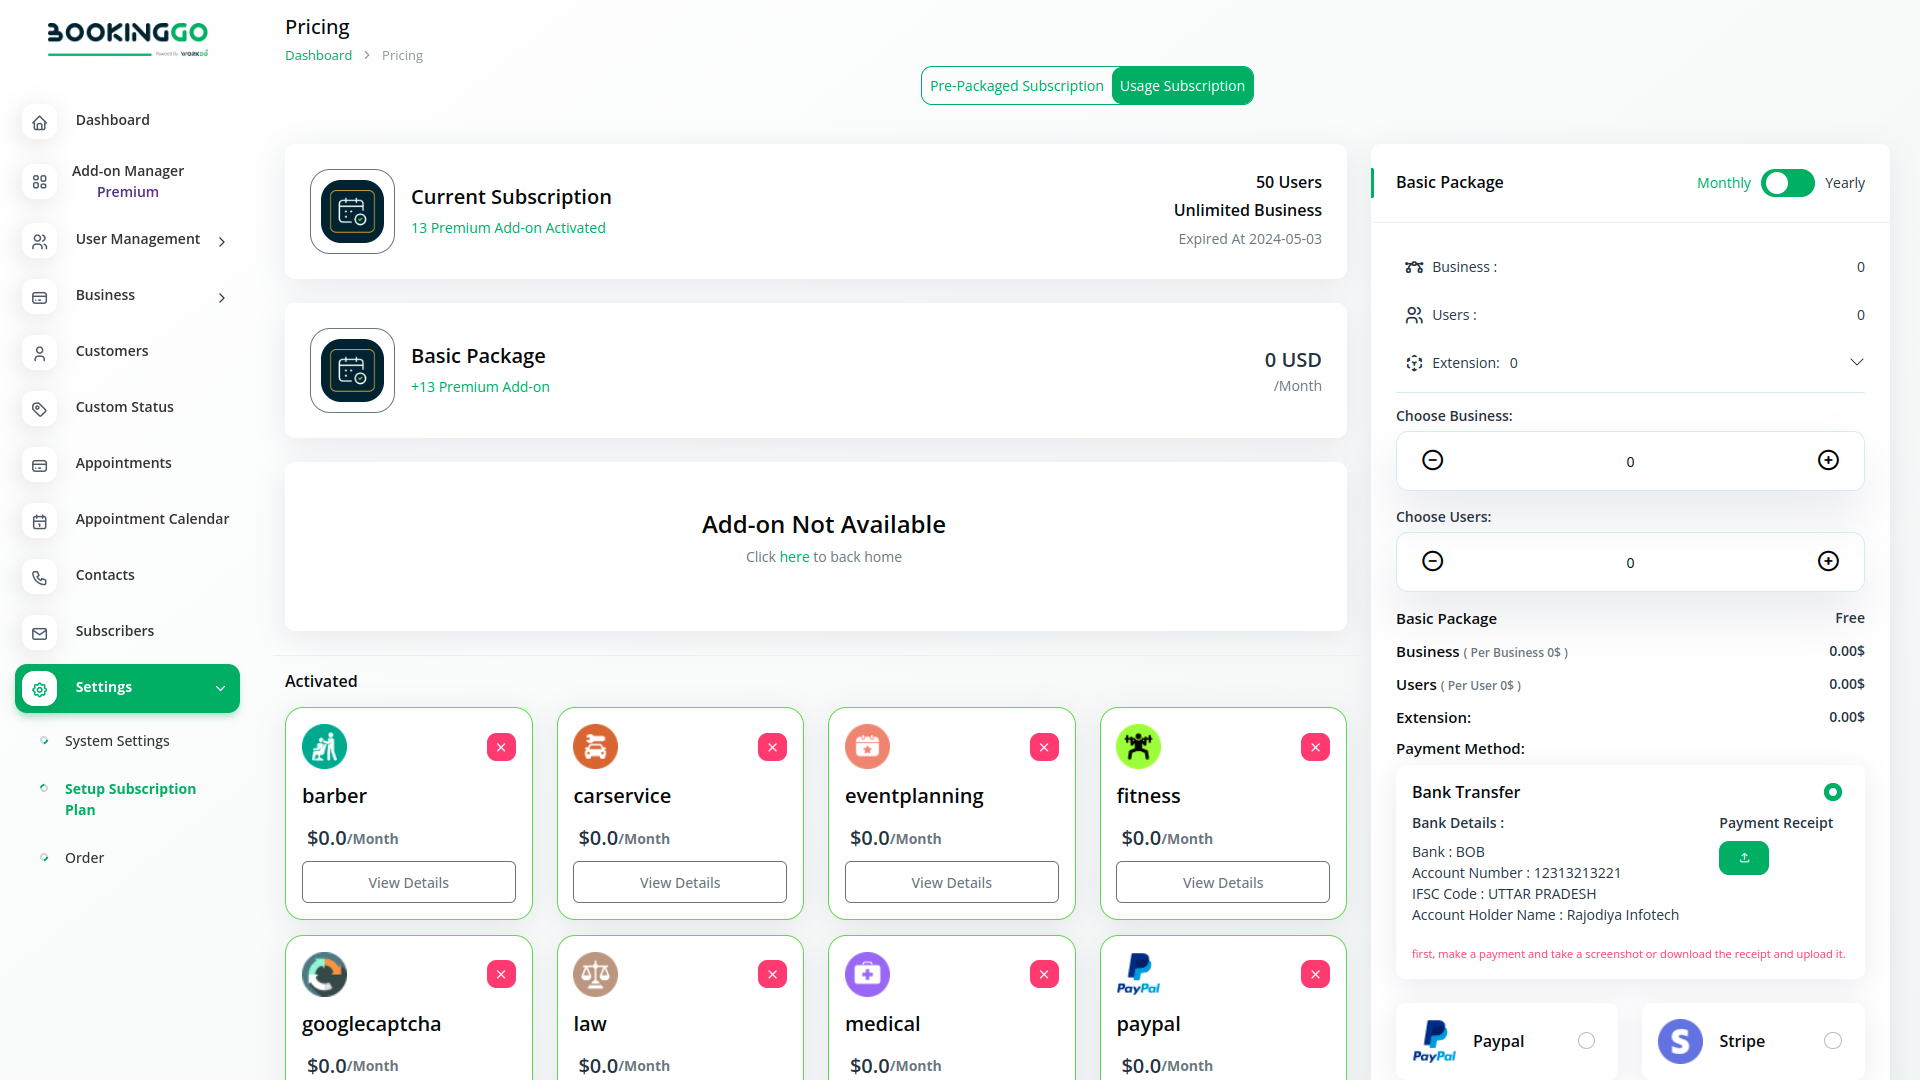 BOOKINGGO
Powered By WORKDO
Dashboard
Add-on Manager
Premium
User Management
Business
Customers
Custom Status
Appointments
Appointment Calendar
Contacts
Subscribers
Settings
System Settings
Setup Subscription
Plan
Order
Pricing
Dashboard > Pricing
Pre-Packaged Subscription
Usage Subscription
Current Subscription
13 Premium Add-on Activated
50 Users
Unlimited Business
Expired At 2024-05-03
Basic Package
+13 Premium Add-on
0 USD
/Month
Add-on Not Available
Click here to back home
Activated
barber
$0.0/Month
View Details
carservice
$0.0/Month
View Details
eventplanning
$0.0/Month
View Details
fitness
$0.0/Month
View Details
googlecaptcha
$0.0/Month
law
$0.0/Month
medical
$0.0/Month
PayPal
paypal
$0.0/Month
Basic Package
Monthly
Yearly
Business : 0
Users : 0
Extension: 0
Choose Business:
0
Choose Users:
0
Basic Package Free
Business ( Per Business 0$ ) 0.00$
Users ( Per User 0$ ) 0.00$
Extension: 0.00$
Payment Method:
Bank Transfer
Bank Details :
Payment Receipt
Bank : BOB
Account Number : 12313213221
IFSC Code : UTTAR PRADESH
Account Holder Name : Rajodiya Infotech
first, make a payment and take a screenshot or download the receipt and upload it.
PayPal
Paypal
S
Stripe